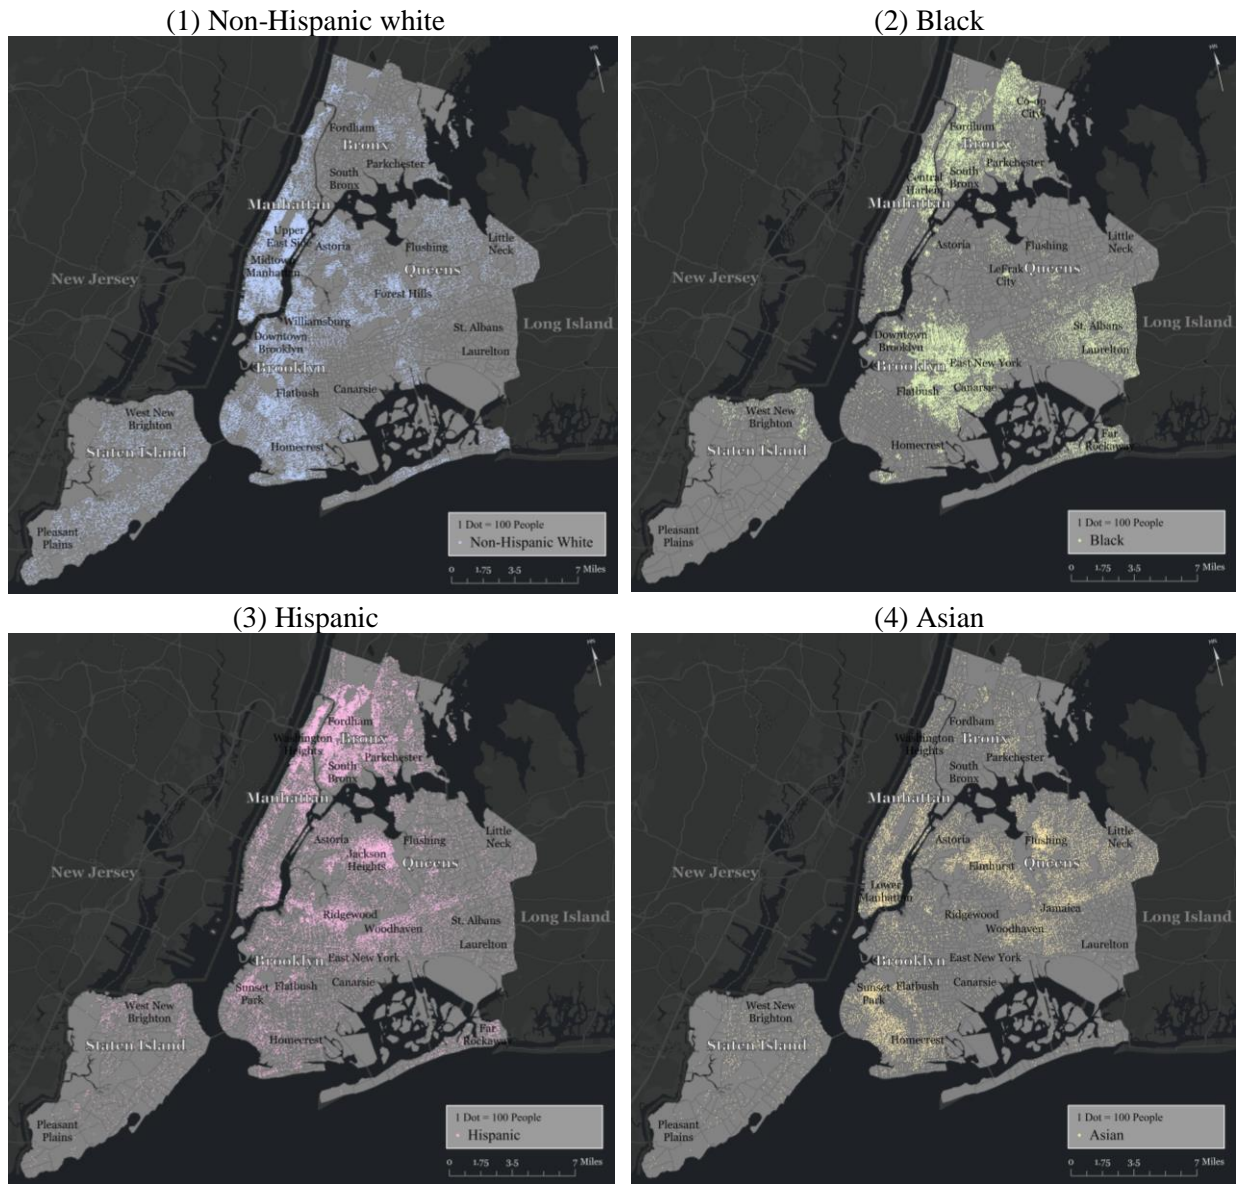 (1) Non-Hispanic white
Fordham
Bronx
Parkchester
South
Bronx
Manhattan
Upper
East Side
Astoria
Flushing
Little
Neck
Midtown
Manhattan
Queens
New Jersey
Forest Hills
Williamsburg
Downtown
Brooklyn
St. Albans
Long Island
Laurelton
Brooklyn
Flatbush
Canarsie
West New
Brighton
Homecrest
Staten Island
Pleasant
Plains
1 Dot = 100 People
Non-Hispanic White
0 1.75 3.5 7 Miles
(2) Black
Co-op
City
Fordham
Bronx
Parkchester
Central
Harlem
South
Bronx
Manhattan
Astoria
Flushing
Little
Neck
LeFrak
City
Queens
New Jersey
St. Albans
Long Island
Downtown
Brooklyn
Laurelton
Brooklyn
East New York
Flatbush
Canarsie
West New
Brighton
Homecrest
Far
Rockaway
Staten Island
Pleasant
Plains
1 Dot = 100 People
Black
0 1.75 3.5 7 Miles
(3) Hispanic
Fordham
Washington
Heights
Bronx
Parkchester
South
Bronx
Manhattan
Astoria
Flushing
Little
Neck
Jackson
Heights
Queens
New Jersey
Ridgewood
Woodhaven
St. Albans
Long Island
Laurelton
Brooklyn
East New York
Sunset
Park
Flatbush
Canarsie
West New
Brighton
Homecrest
Far
Rockaway
Staten Island
Pleasant
Plains
1 Dot = 100 People
Hispanic
0 1.75 3.5 7 Miles
(4) Asian
Fordham
Washington
Heights
Bronx
Parkchester
South
Bronx
Manhattan
Astoria
Flushing
Little
Neck
Elmhurst
Queens
New Jersey
Lower
Manhattan
Ridgewood
Jamaica
Woodhaven
Long Island
Laurelton
Brooklyn
East New York
Sunset
Park
Flatbush
Canarsie
West New
Brighton
Homecrest
Staten Island
Pleasant
Plains
1 Dot = 100 People
Asian
0 1.75 3.5 7 Miles